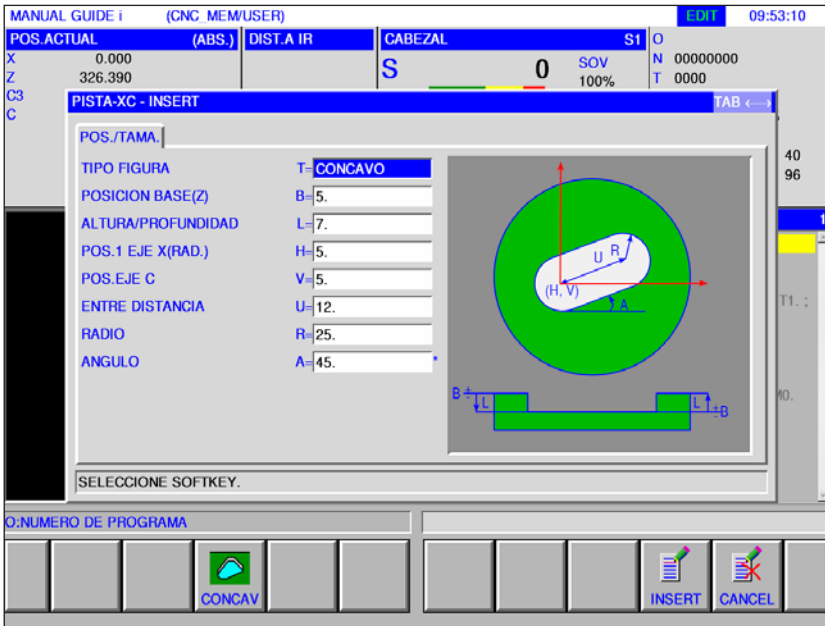 MANUAL GUIDE i (CNC_MEM/USER) EDIT 09:53:10
POS.ACTUAL (ABS.) DIST.A IR CABEZAL S1 O
X 0.000 S 0 SOV N 00000000
Z 326.390 100% T 0000
C3
C
PISTA-XC - INSERT TAB ←→
POS./TAMA.
TIPO FIGURA T= CONCAVO
POSICION BASE(Z) B= 5.
ALTURA/PROFUNDIDAD L= 7.
POS.1 EJE X(RAD.) H= 5.
POS.EJE C V= 5.
ENTRE DISTANCIA U= 12.
RADIO R= 25.
ANGULO A= 45. *
U R
(H, V)
A
B ± L L ± B
40
96
1
T1. ;
M0.
SELECCIONE SOFTKEY.
O:NUMERO DE PROGRAMA
CONCAV INSERT CANCEL